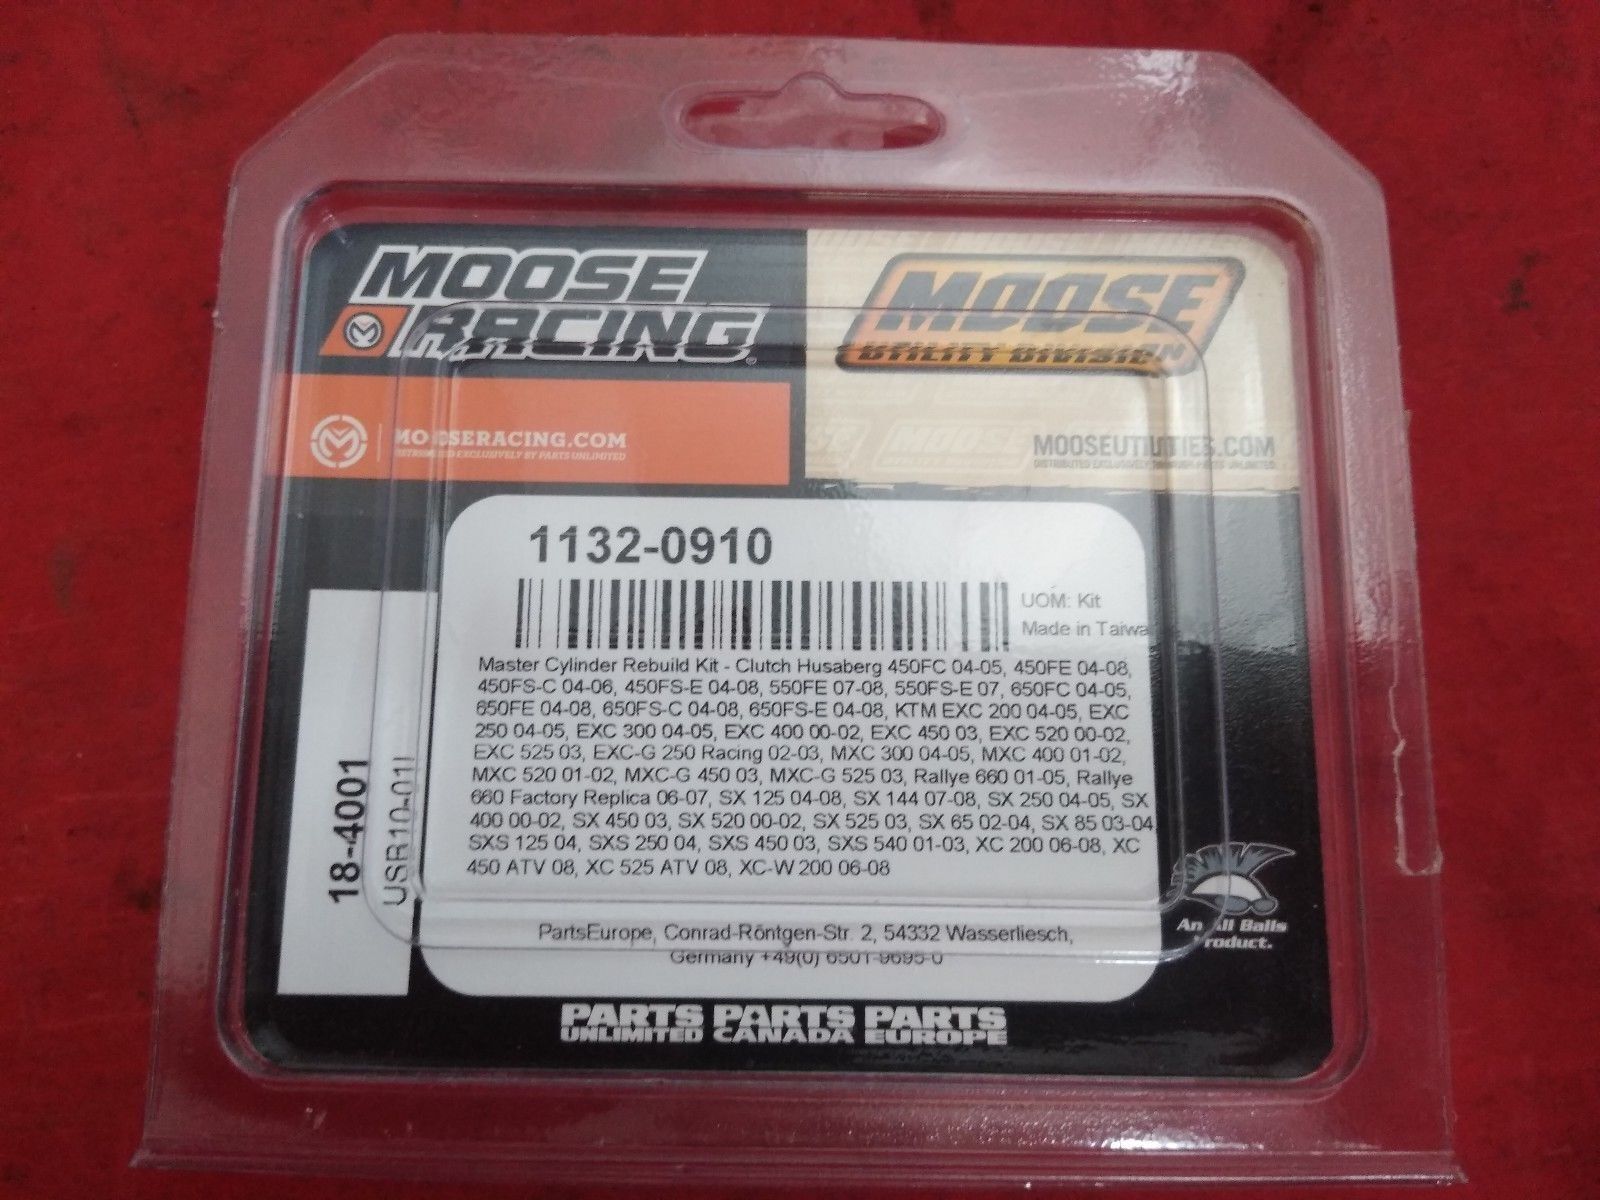 MOOSE
RACING®
MOOSE
UTILITY DIVISION
MOOSERACING.COM
DISTRIBUTED EXCLUSIVELY BY PARTS UNLIMITED
MOOSEUTILITIES.COM
DISTRIBUTED EXCLUSIVELY THROUGH PARTS UNLIMITED
1132-0910
UOM: Kit
Made in Taiwa
Master Cylinder Rebuild Kit - Clutch Husaberg 450FC 04-05, 450FE 04-08,
450FS-C 04-06, 450FS-E 04-08, 550FE 07-08, 550FS-E 07, 650FC 04-05,
650FE 04-08, 650FS-C 04-08, 650FS-E 04-08, KTM EXC 200 04-05, EXC
250 04-05, EXC 300 04-05, EXC 400 00-02, EXC 450 03, EXC 520 00-02,
EXC 525 03, EXC-G 250 Racing 02-03, MXC 300 04-05, MXC 400 01-02,
MXC 520 01-02, MXC-G 450 03, MXC-G 525 03, Rallye 660 01-05, Rallye
660 Factory Replica 06-07, SX 125 04-08, SX 144 07-08, SX 250 04-05, SX
400 00-02, SX 450 03, SX 520 00-02, SX 525 03, SX 65 02-04, SX 85 03-04
SXS 125 04, SXS 250 04, SXS 450 03, SXS 540 01-03, XC 200 06-08, XC
450 ATV 08, XC 525 ATV 08, XC-W 200 06-08
18-4001
PartsEurope, Conrad-Röntgen-Str. 2, 54332 Wasserliesch,
Germany +49(0) 6501-9695-0
An All Balls
Product.
PARTS UNLIMITED
PARTS CANADA
PARTS EUROPE